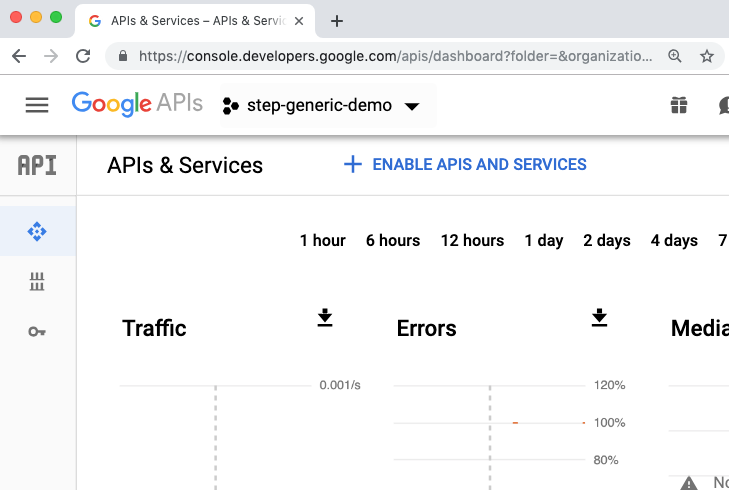 APIs & Services – APIs & Servic
https://console.developers.google.com/apis/dashboard?folder=&organizatio...
Google APIs
step-generic-demo
API
APIs & Services
ENABLE APIS AND SERVICES
1 hour 6 hours 12 hours 1 day 2 days 4 days 7
Traffic
Errors
Media
0.001/s
120%
100%
80%
No